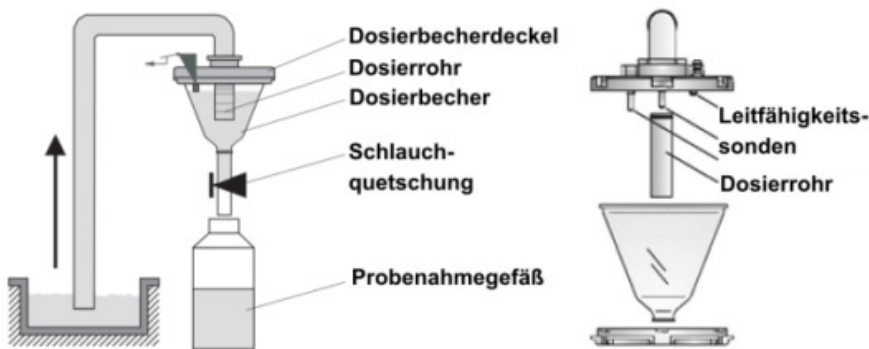 Dosierbecherdeckel
Dosierrohr
Dosierbecher
Schlauch-
quetschung
Probenahmegefäß
Leitfähigkeits-
sonden
Dosierrohr